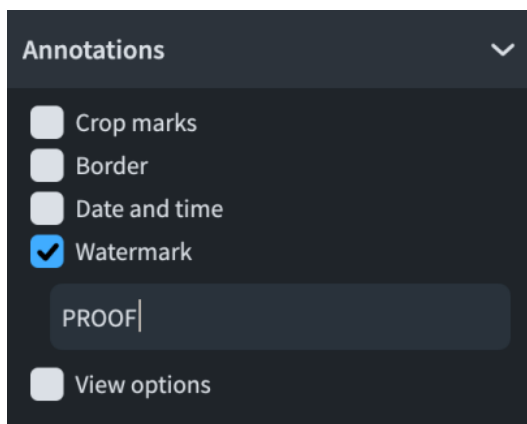 Annotations
Crop marks
Border
Date and time
Watermark
PROOF
View options